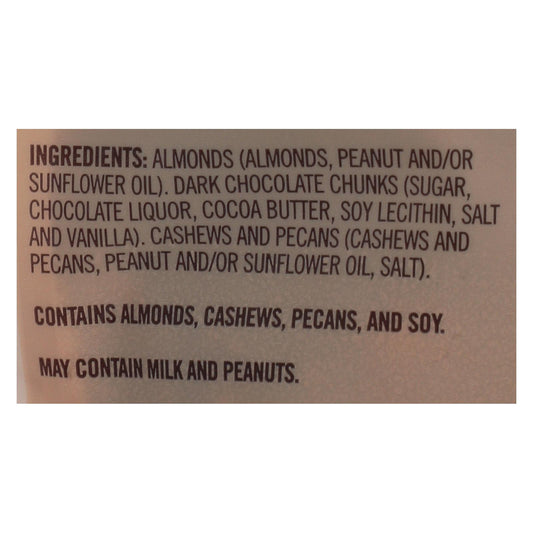 INGREDIENTS: ALMONDS (ALMONDS, PEANUT AND/OR
SUNFLOWER OIL). DARK CHOCOLATE CHUNKS (SUGAR,
CHOCOLATE LIQUOR, COCOA BUTTER, SOY LECITHIN, SALT
AND VANILLA). CASHEWS AND PECANS (CASHEWS AND
PECANS, PEANUT AND/OR SUNFLOWER OIL, SALT).
CONTAINS ALMONDS, CASHEWS, PECANS, AND SOY.
MAY CONTAIN MILK AND PEANUTS.